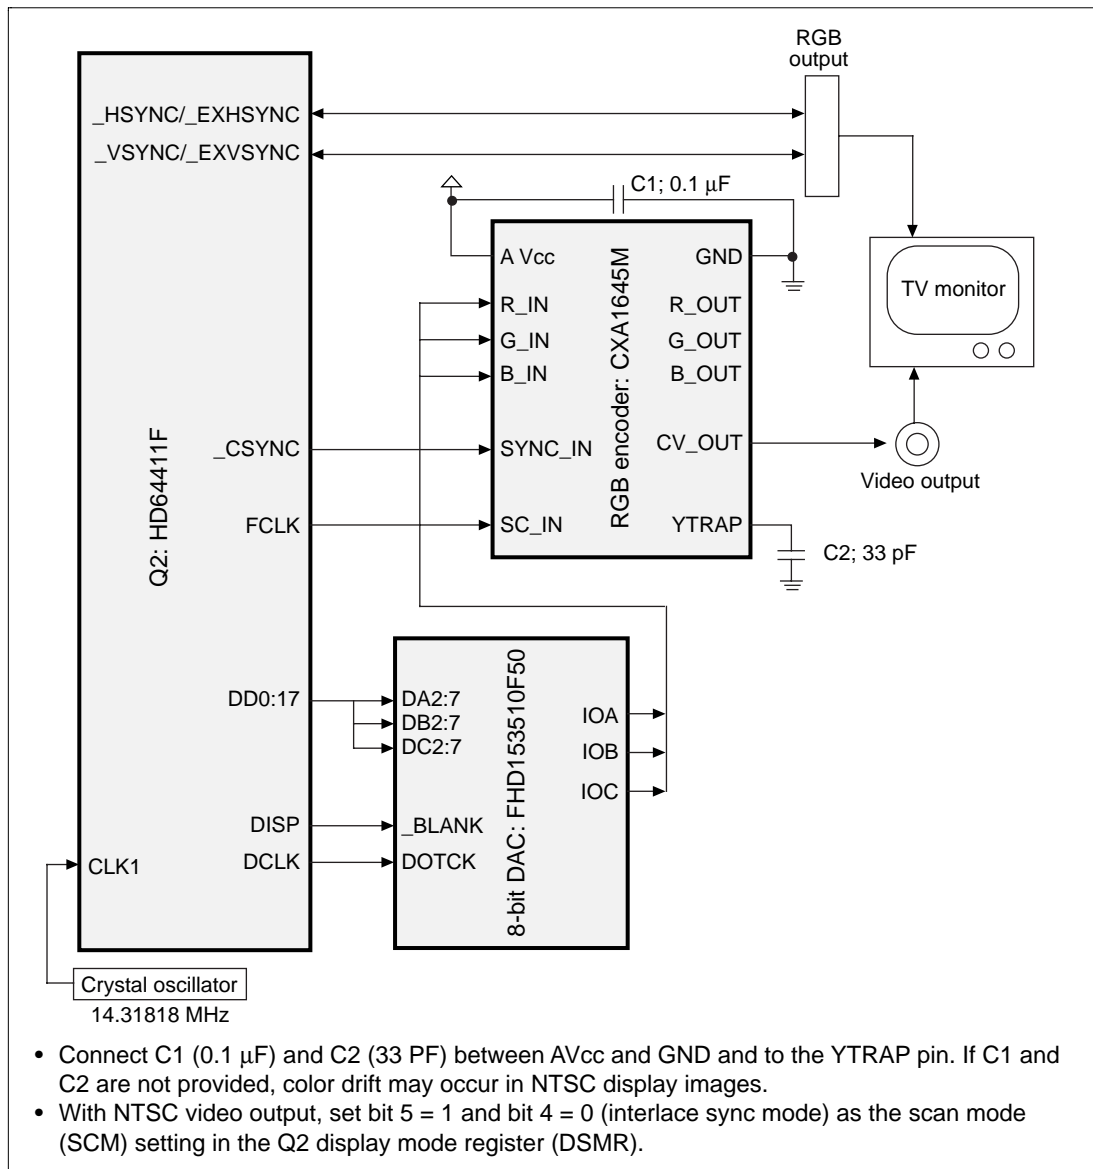 RGB
output
_HSYNC/_EXHSYNC
_VSYNC/_EXVSYNC
C1; 0.1 μF
A Vcc
GND
R_IN
R_OUT
G_IN
G_OUT
B_IN
B_OUT
TV monitor
_CSYNC
SYNC_IN
CV_OUT
Video output
FCLK
SC_IN
YTRAP
C2; 33 pF
RGB encoder: CXA1645M
Q2: HD64411F
DD0:17
DA2:7
DB2:7
DC2:7
IOA
IOB
IOC
DISP
_BLANK
DCLK
DOTCK
8-bit DAC: FHD153510F50
CLK1
Crystal oscillator
14.31818 MHz
• Connect C1 (0.1 μF) and C2 (33 PF) between AVcc and GND and to the YTRAP pin. If C1 and
C2 are not provided, color drift may occur in NTSC display images.
• With NTSC video output, set bit 5 = 1 and bit 4 = 0 (interlace sync mode) as the scan mode
(SCM) setting in the Q2 display mode register (DSMR).